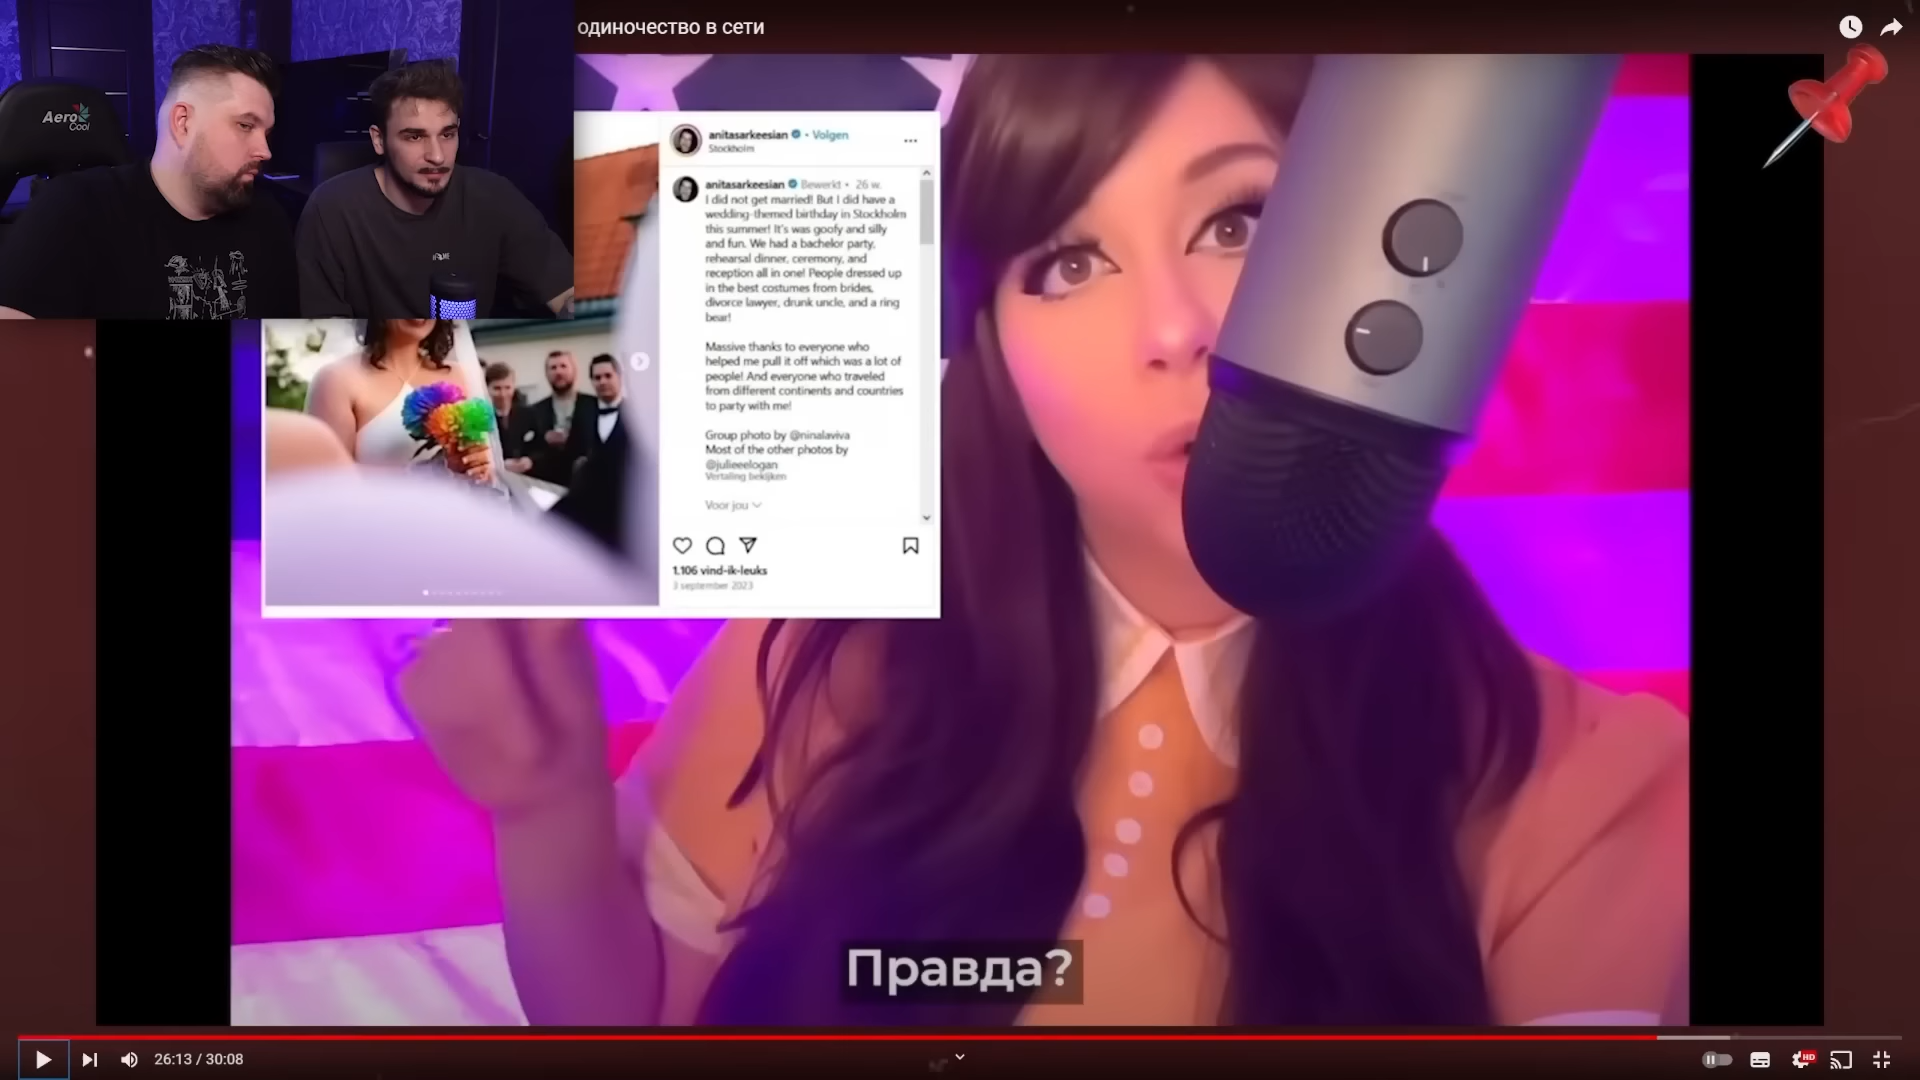 одиночество в сети
Aero
Cool
anitasarkeesian • Volgen
Stockholm
anitasarkeesian Bewerkt • 26 w.
I did not get married! But I did have a
wedding-themed birthday in Stockholm
this summer! It's was goofy and silly
and fun. We had a bachelor party,
rehearsal dinner, ceremony, and
reception all in one! People dressed up
in the best costumes from brides,
divorce lawyer, drunk uncle, and a ring
bear!
Massive thanks to everyone who
helped me pull it off which was a lot of
people! And everyone who traveled
from different continents and countries
to party with me!
Group photo by @ninalaviva
Most of the other photos by
@julieeelogan
Vertaling bekijken
Voor jou
1.106 vind-ik-leuks
3 september 2023
Правда?
26:13 / 30:08
HD